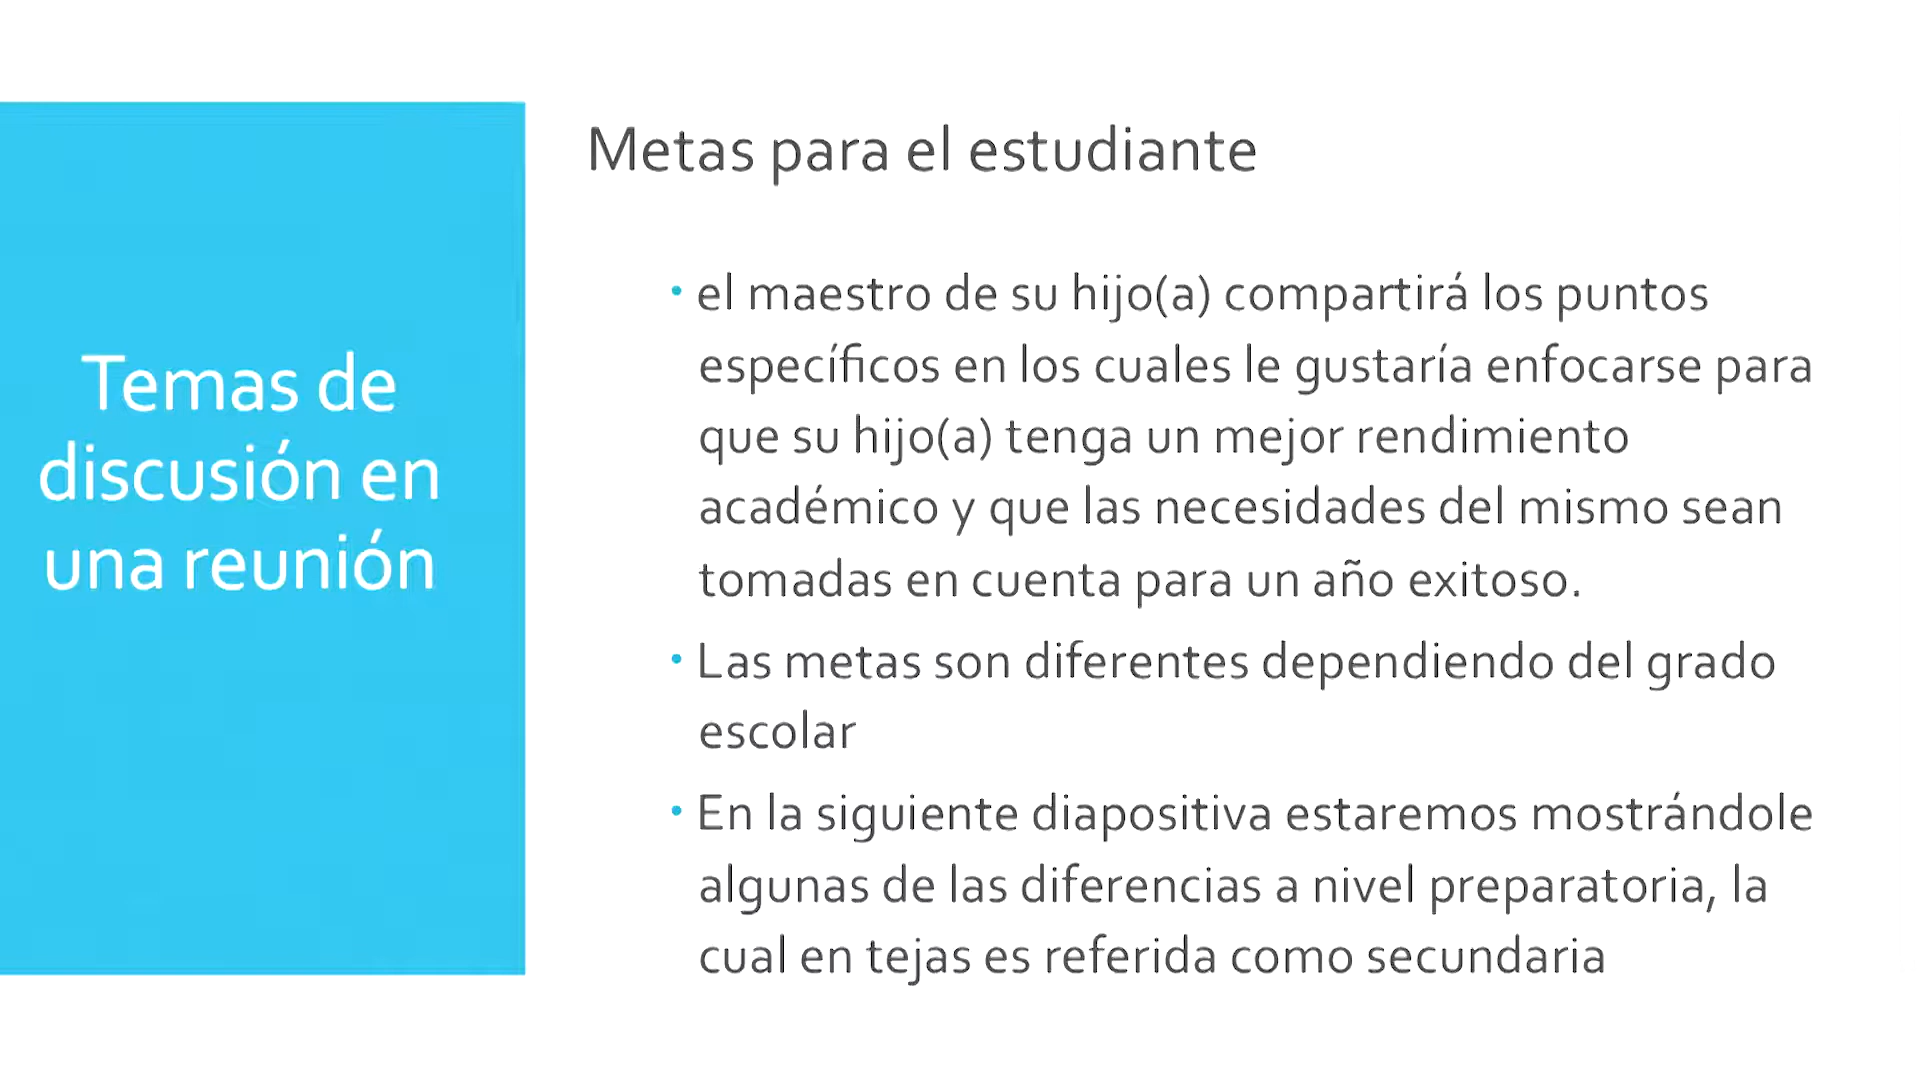 Temas de
discusión en
una reunión
Metas para el estudiante
• el maestro de su hijo(a) compartirá los puntos
específicos en los cuales le gustaría enfocarse para
que su hijo(a) tenga un mejor rendimiento
académico y que las necesidades del mismo sean
tomadas en cuenta para un año exitoso.
• Las metas son diferentes dependiendo del grado
escolar
• En la siguiente diapositiva estaremos mostrándole
algunas de las diferencias a nivel preparatoria, la
cual en tejas es referida como secundaria